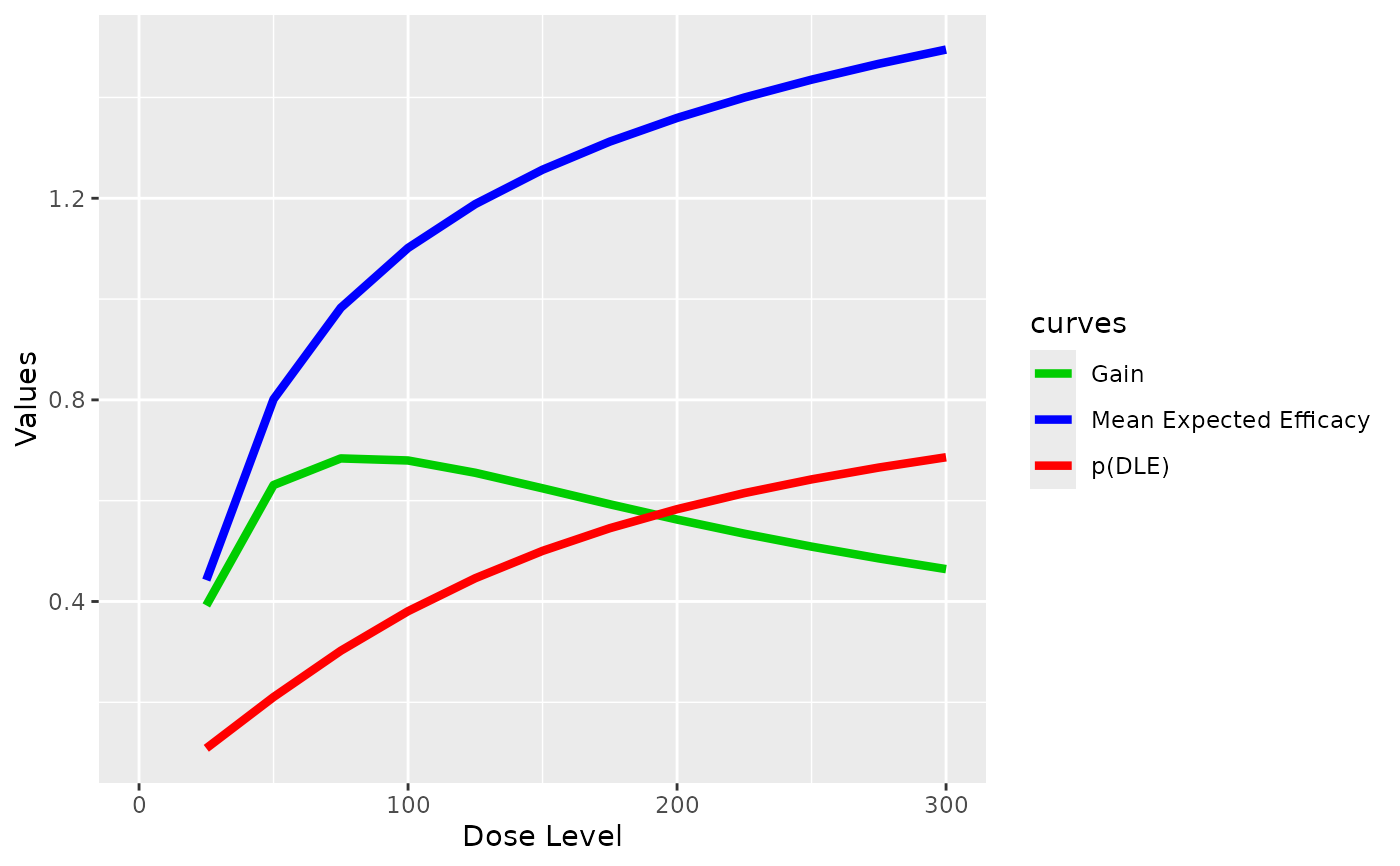 Values
1.2
0.8
0.4
0
100
200
300
Dose Level
curves
Gain
Mean Expected Efficacy
p(DLE)